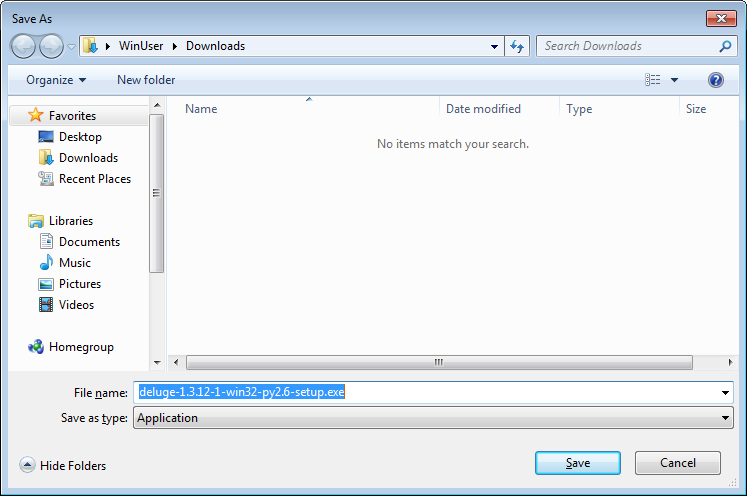 Save As
WinUser Downloads
Search Downloads
Organize New folder
?
Favorites
Desktop
Downloads
Recent Places
Libraries
Documents
Music
Pictures
Videos
Homegroup
Name Date modified Type Size
No items match your search.
File name: deluge-1.3.12-1-win32-py2.6-setup.exe
Save as type: Application
Hide Folders Save Cancel